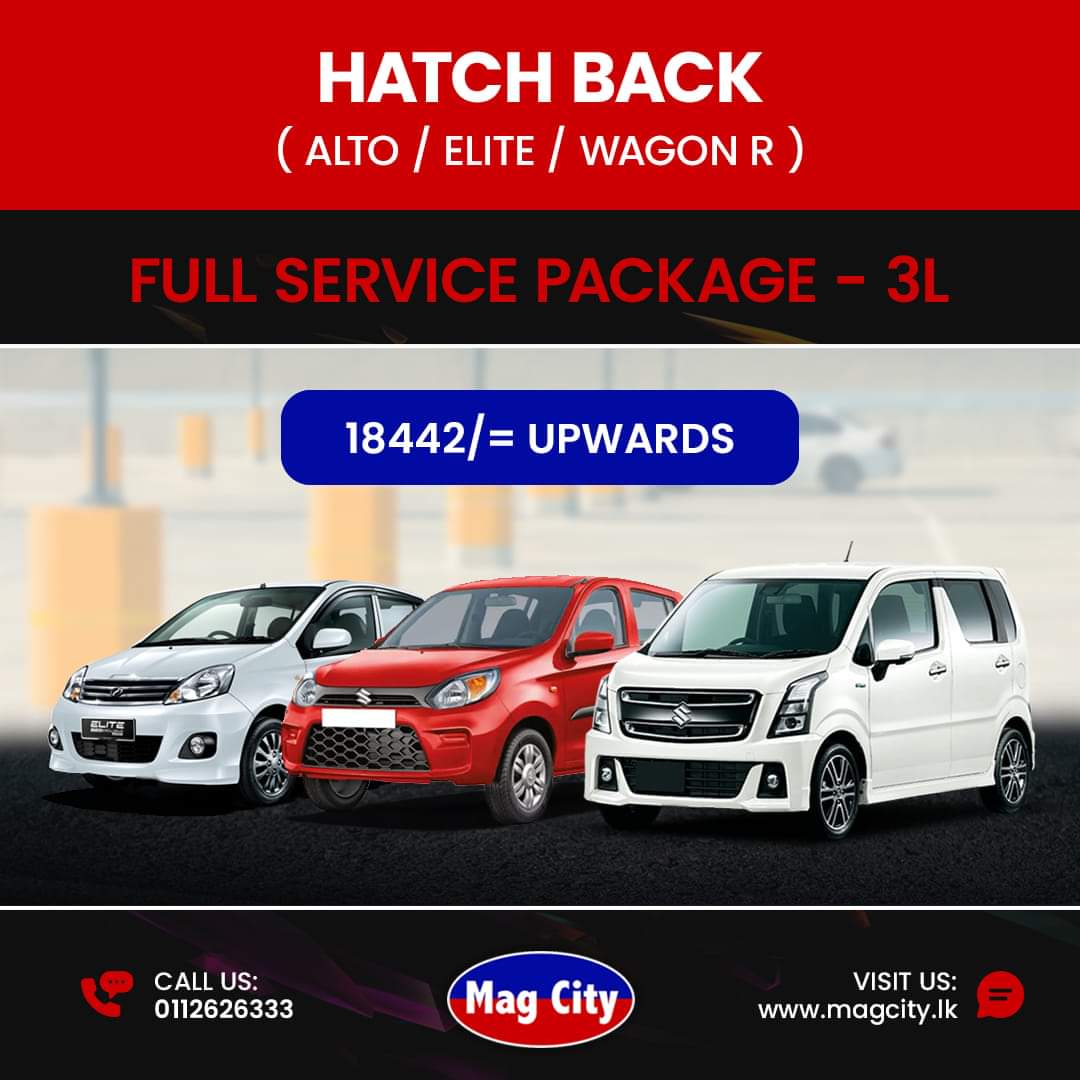 HATCH BACK
( ALTO / ELITE / WAGON R )
FULL SERVICE PACKAGE - 3L
18442/= UPWARDS
ELITE
CALL US:
0112626333
Mag City
VISIT US:
www.magcity.lk